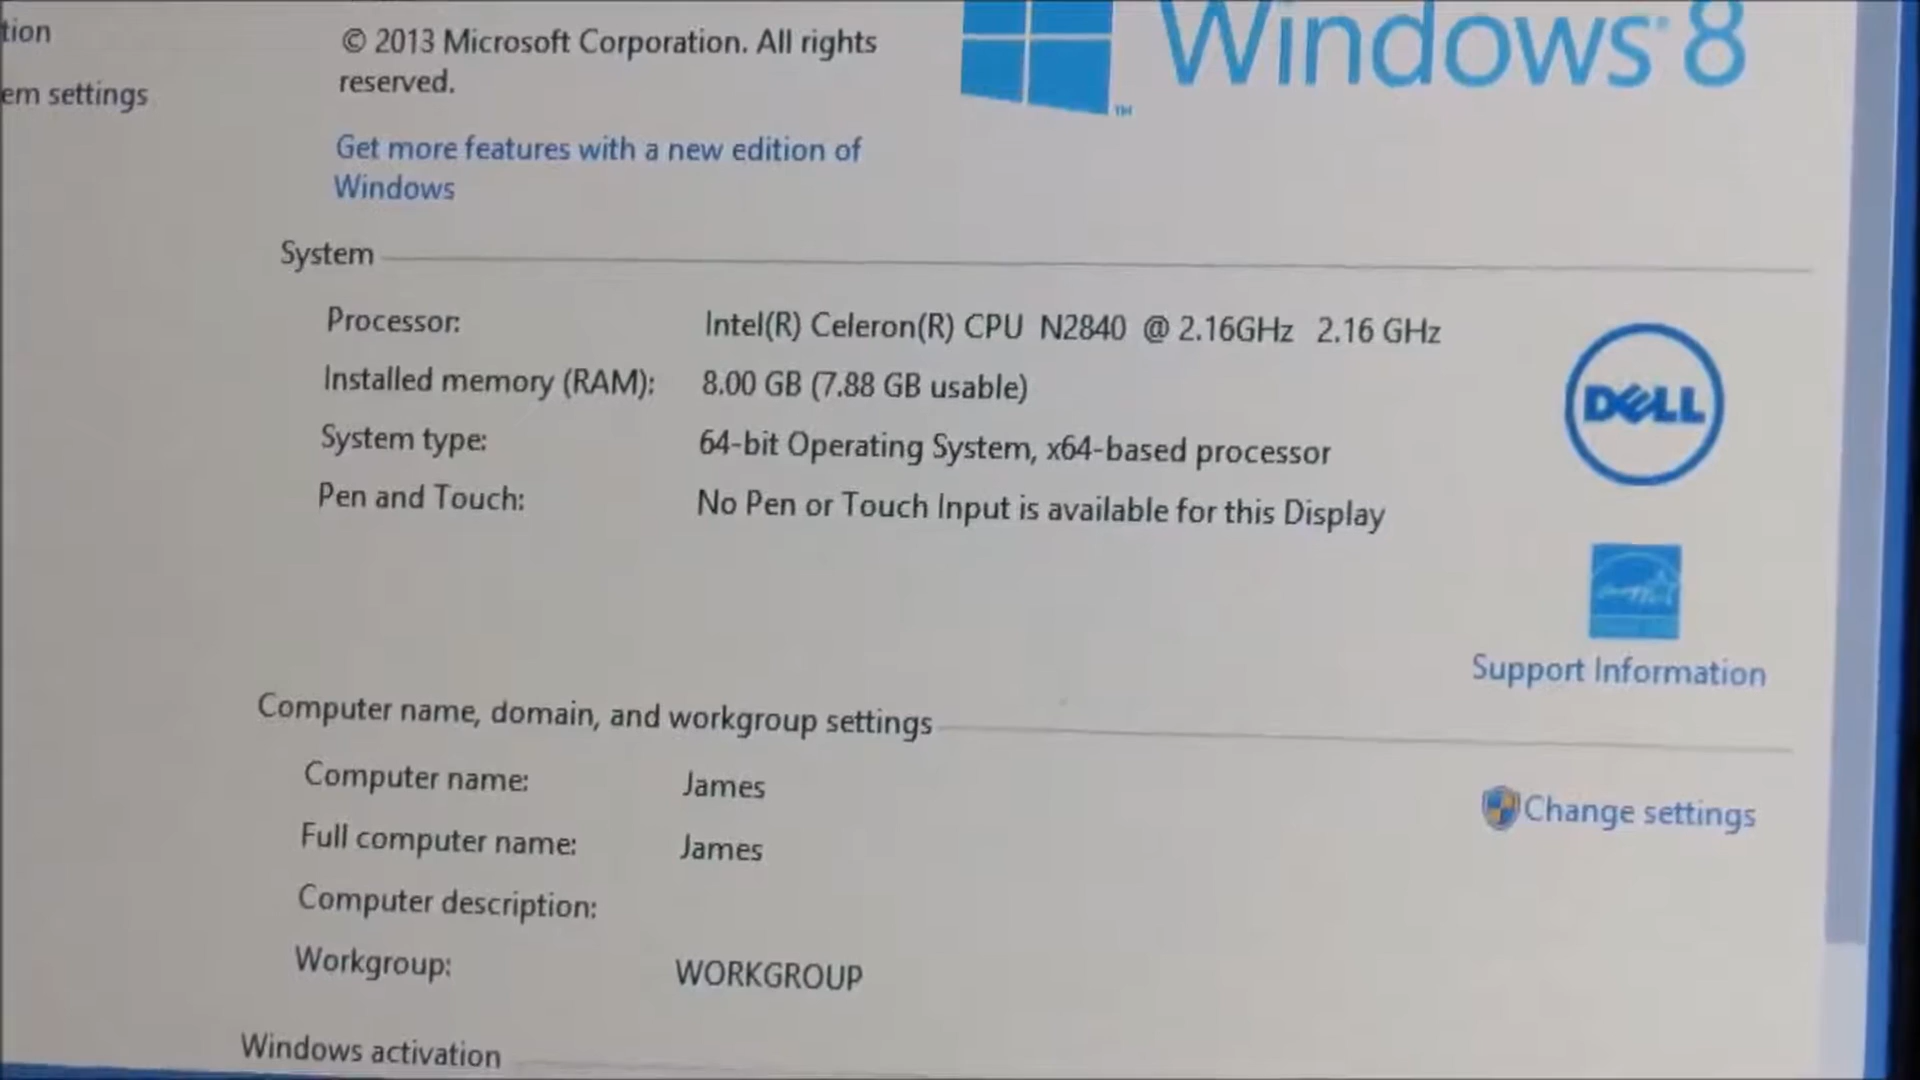 tion
em settings
© 2013 Microsoft Corporation. All rights
reserved.
Windows 8
TM
Get more features with a new edition of
Windows
System
Processor: Intel(R) Celeron(R) CPU N2840 @ 2.16GHz 2.16 GHz
Installed memory (RAM): 8.00 GB (7.88 GB usable)
System type: 64-bit Operating System, x64-based processor
Pen and Touch: No Pen or Touch Input is available for this Display
DELL
Support Information
Computer name, domain, and workgroup settings
Computer name: James
Change settings
Full computer name: James
Computer description:
Workgroup: WORKGROUP
Windows activation